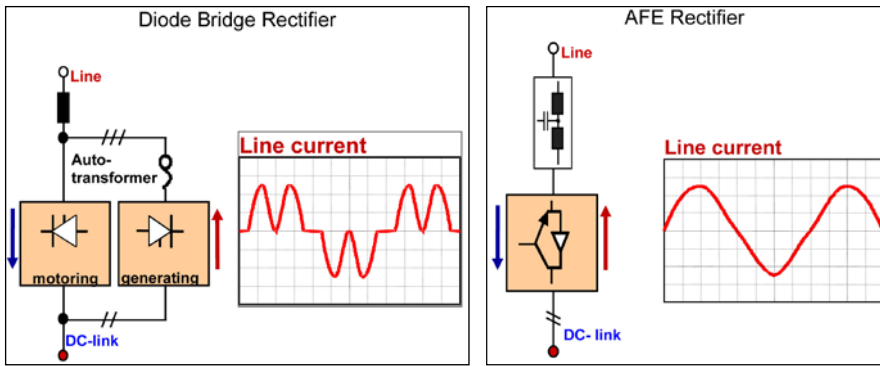 Diode Bridge Rectifier
Line
Auto-
transformer
motoring
generating
DC-link
Line current
AFE Rectifier
Line
DC- link
Line current